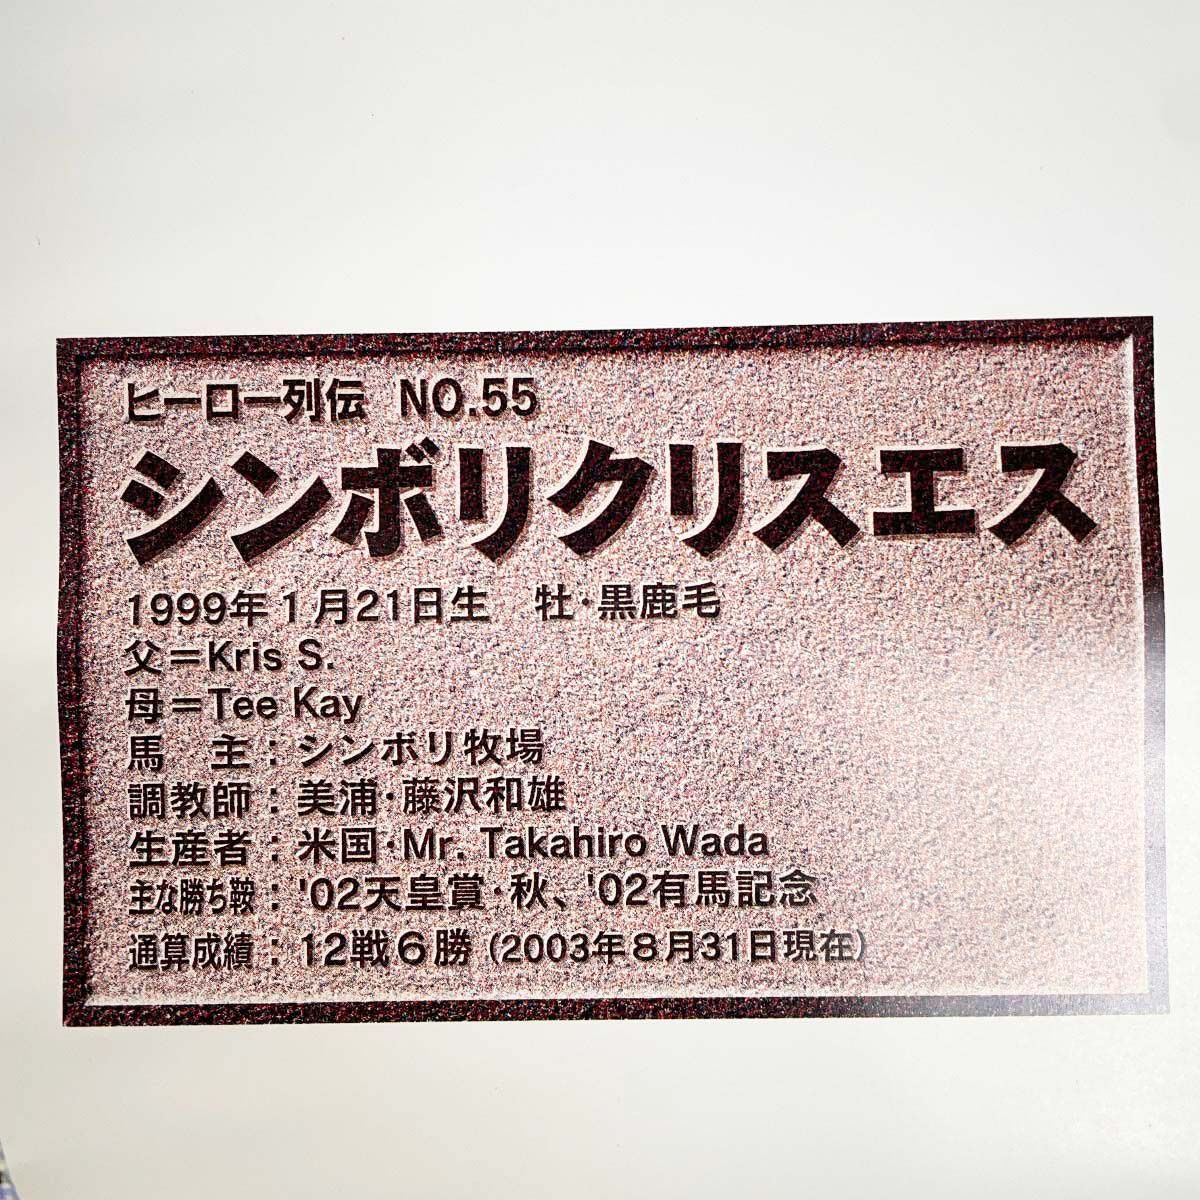 ヒーロー列伝 NO.55
シンボリクリスエス
1999年1月21日生 牡・黒鹿毛
父＝Kris S.
母＝Tee Kay
馬 主：シンボリ牧場
調教師：美浦・藤沢和雄
生産者：米国・Mr. Takahiro Wada
主な勝ち鞍：'02天皇賞・秋、'02有馬記念
通算成績：12戦6勝 (2003年8月31日現在)